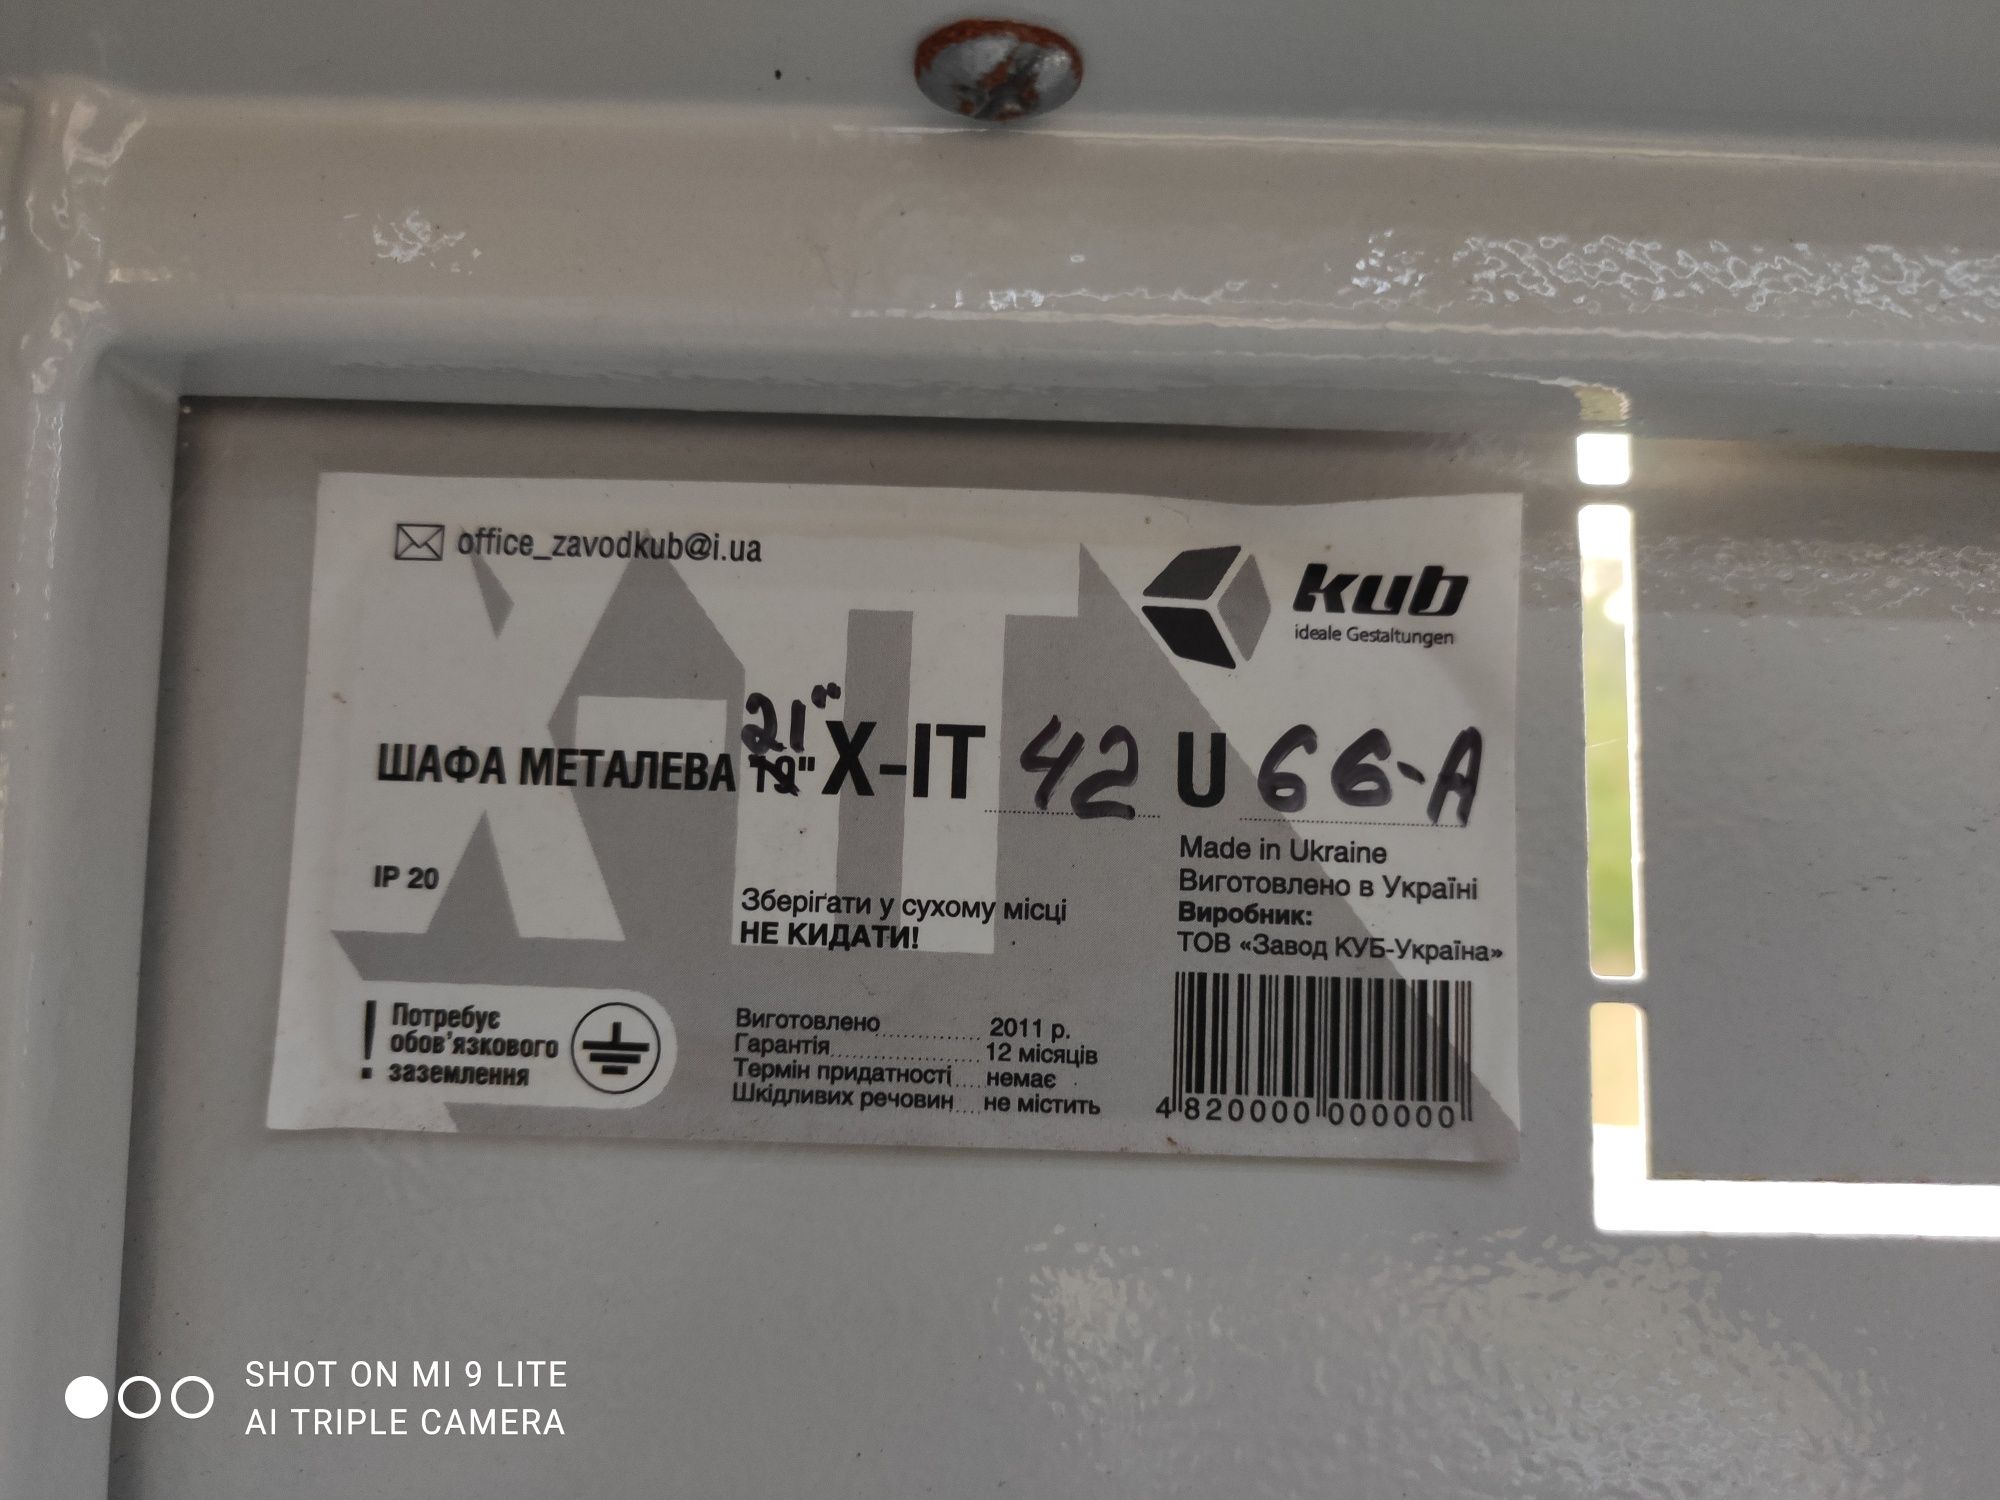 office_zavodkub@i.ua
kub
ideale Gestaltungen
21"
ШАФА МЕТАЛЕВА 19" X-IT 42 U 66-A
IP 20
Зберігати у сухому місці
НЕ КИДАТИ!
Made in Ukraine
Виготовлено в Україні
Виробник:
ТОВ «Завод КУБ-Україна»
! Потребує
обов'язкового
заземлення
Виготовлено 2011 р.
Гарантія 12 місяців
Термін придатності немає
Шкідливих речовин не містить
4 820000 000000
SHOT ON MI 9 LITE
AI TRIPLE CAMERA